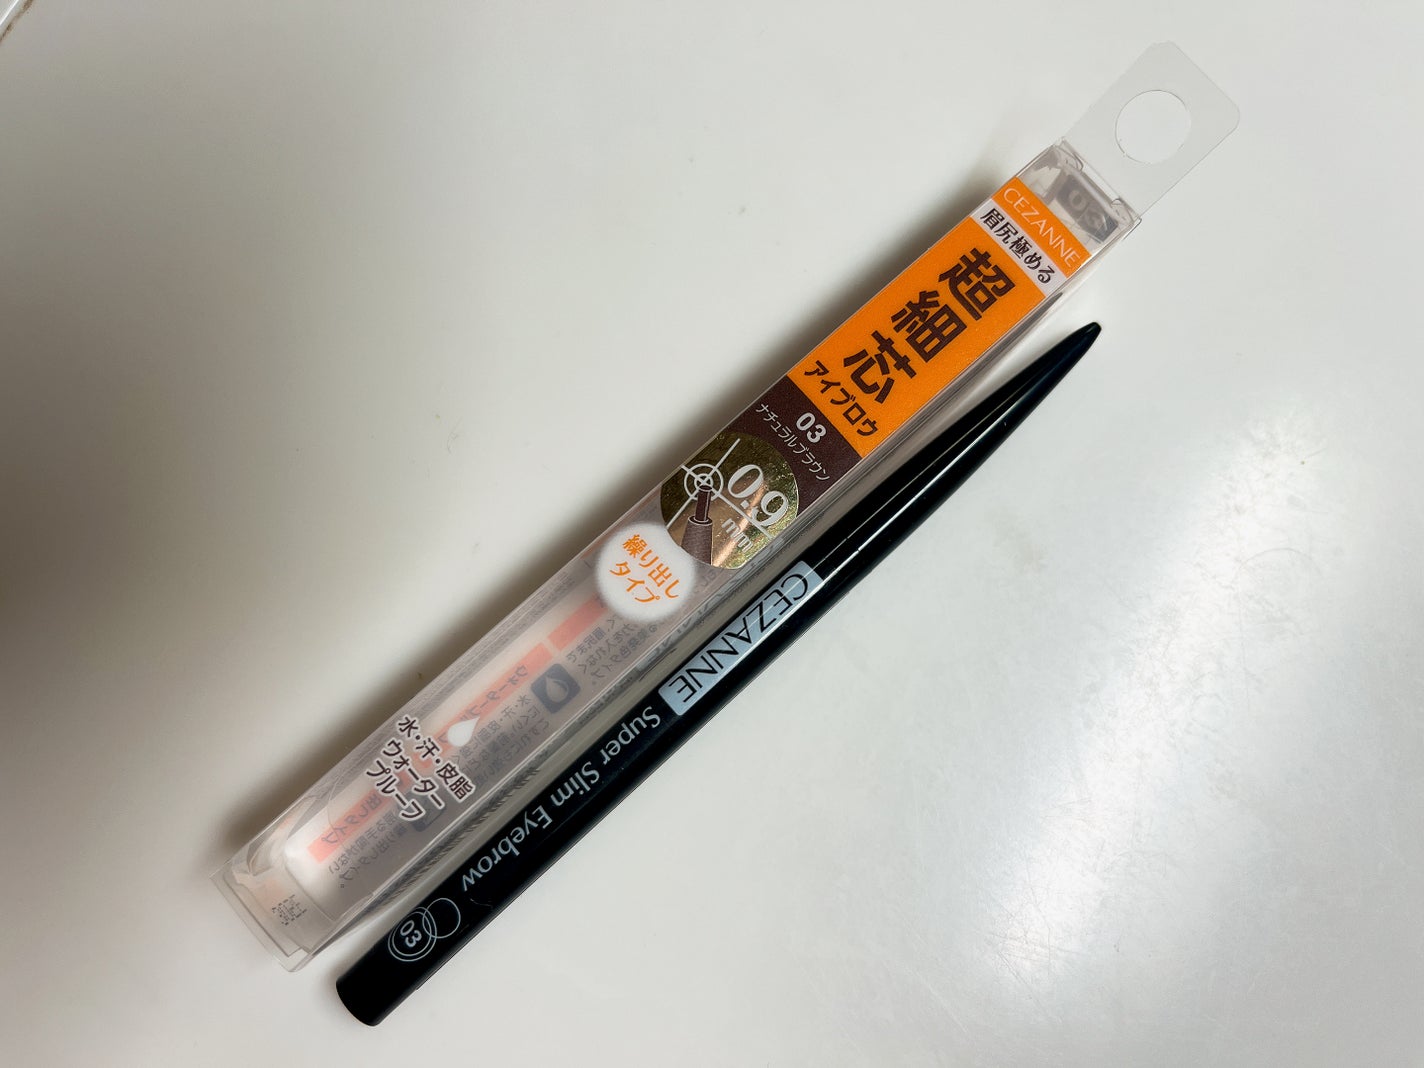 CEZANNE
眉尻極める
超細芯
アイブロウ
03
ナチュラルブラウン
0.9
mm
繰り出し
タイプ
水・汗・皮脂
ウォーター
プルーフ
03
CEZANNE
Super Slim Eyebrow
03